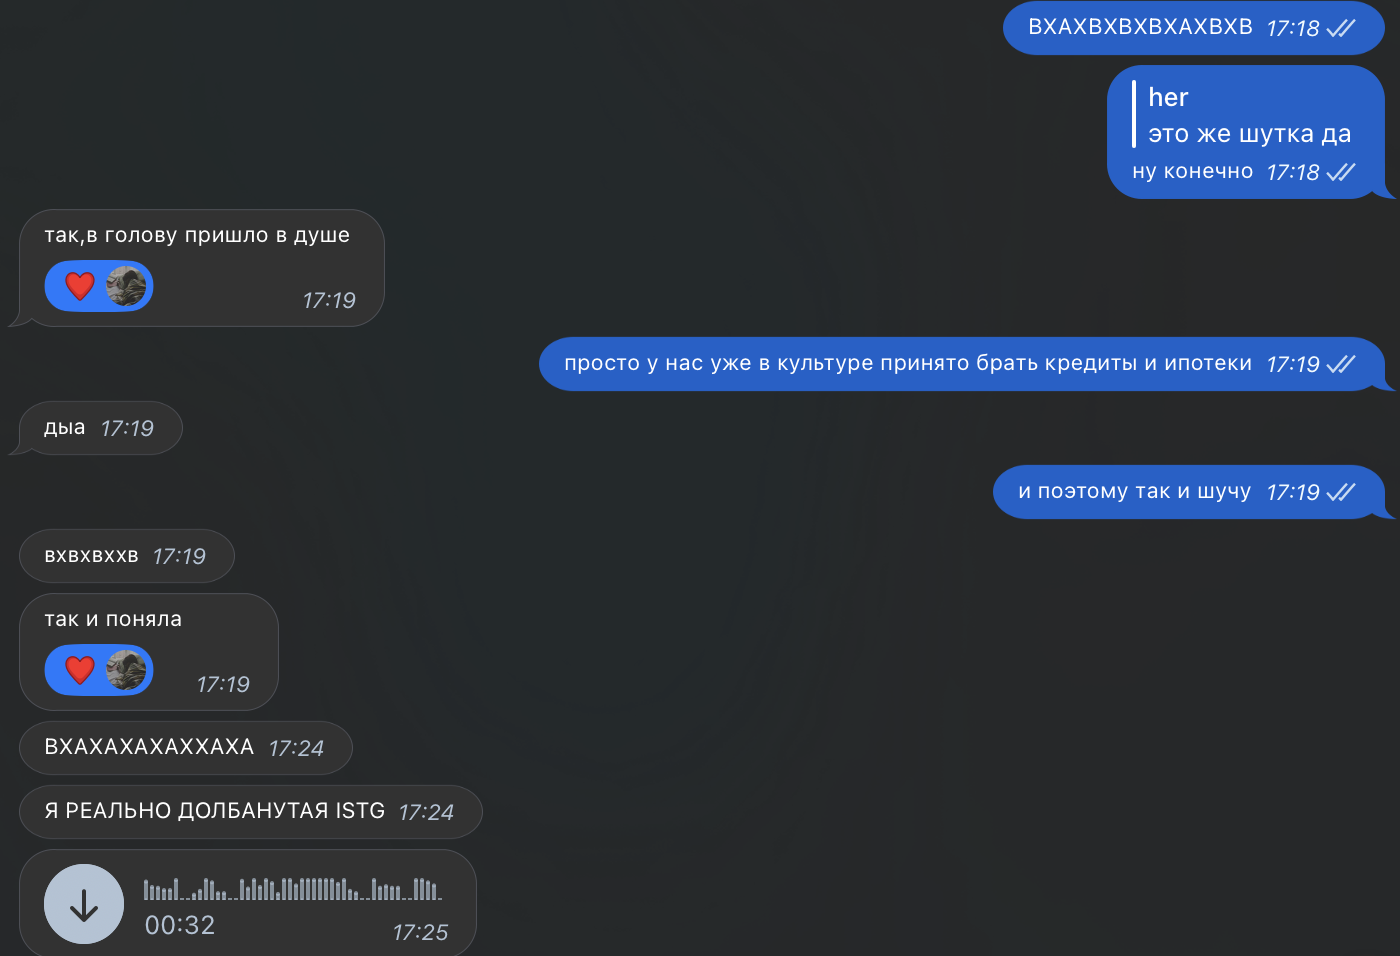 ВХАХВХВХВХАХВХВ 17:18
her
это же шутка да
ну конечно 17:18
так,в голову пришло в душе
17:19
просто у нас уже в культуре принято брать кредиты и ипотеки 17:19
дыа 17:19
и поэтому так и шучу 17:19
вхвхвххв 17:19
так и поняла
17:19
ВХАХАХАХАХХАХА 17:24
Я РЕАЛЬНО ДОЛБАНУТАЯ ISTG 17:24
00:32
17:25